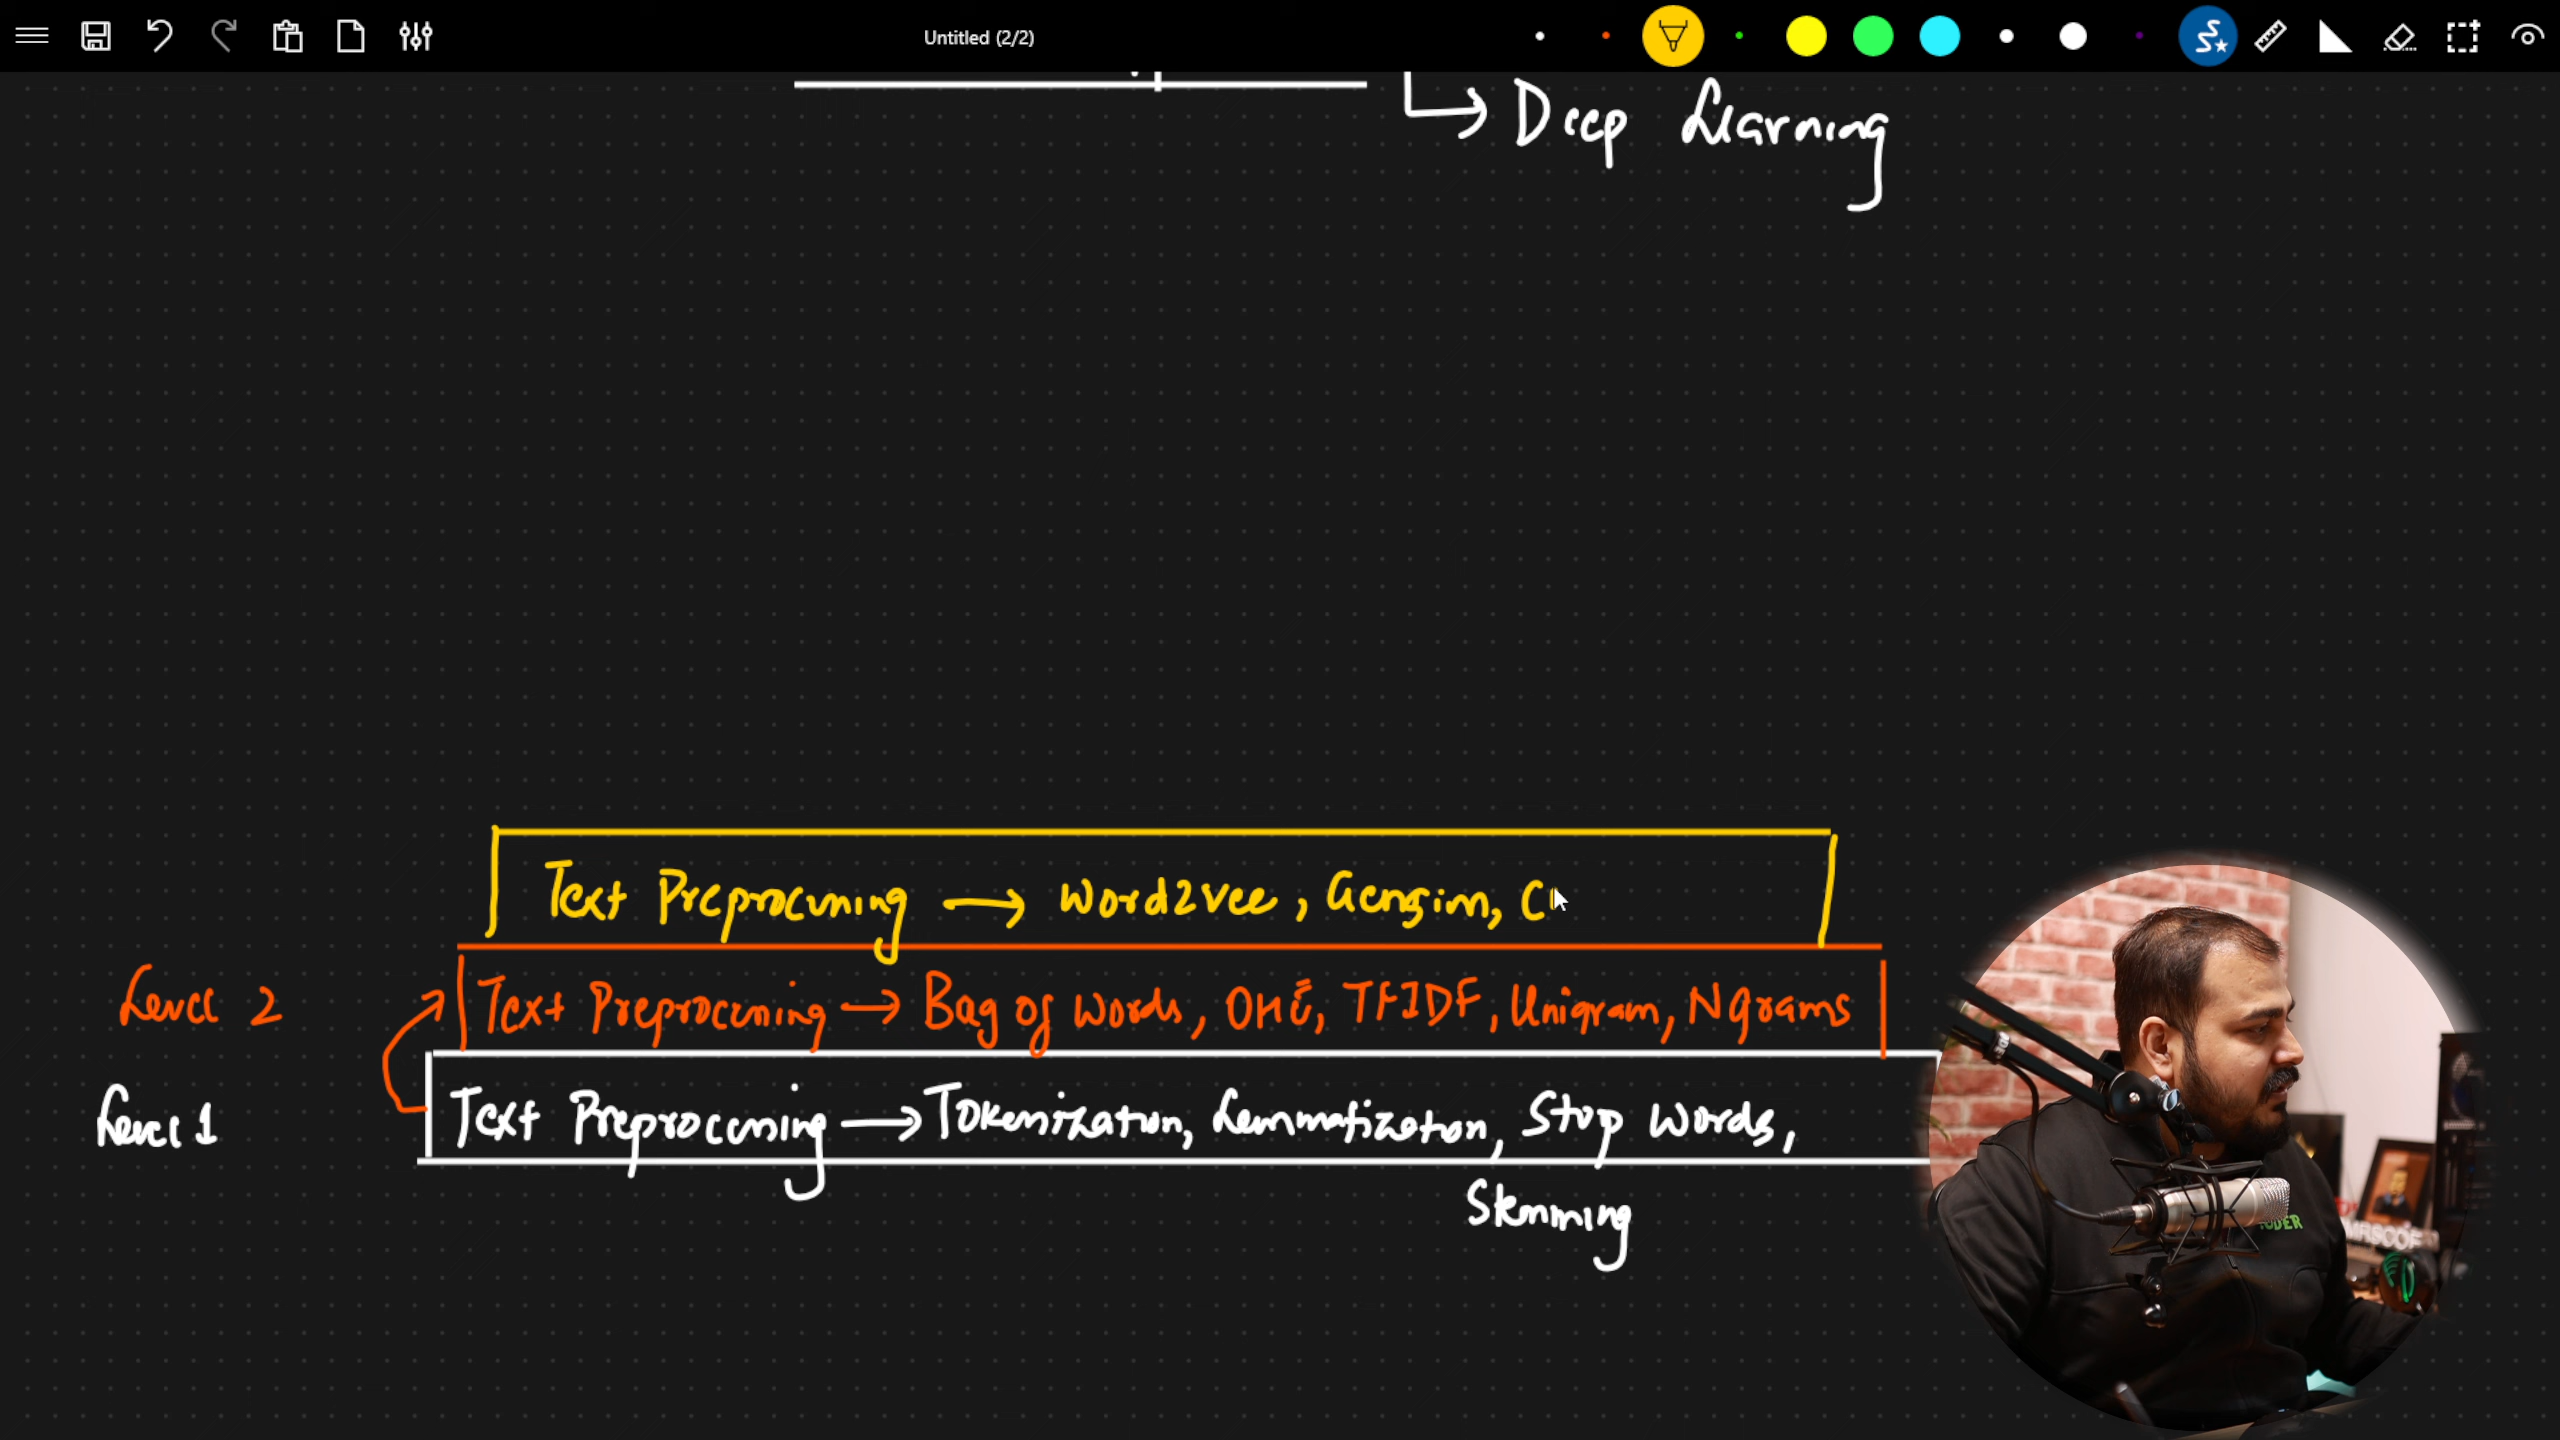 Untitled (2/2)
Deep Learning
Text Preprocessing → Word2vec, Gensim, C
Level 2
Text Preprocessing → Bag of Words, OHE, TFIDF, Unigram, Ngrams
Level 1
Text Preprocessing → Tokenization, Lemmatization, Stop Words,
Stemming